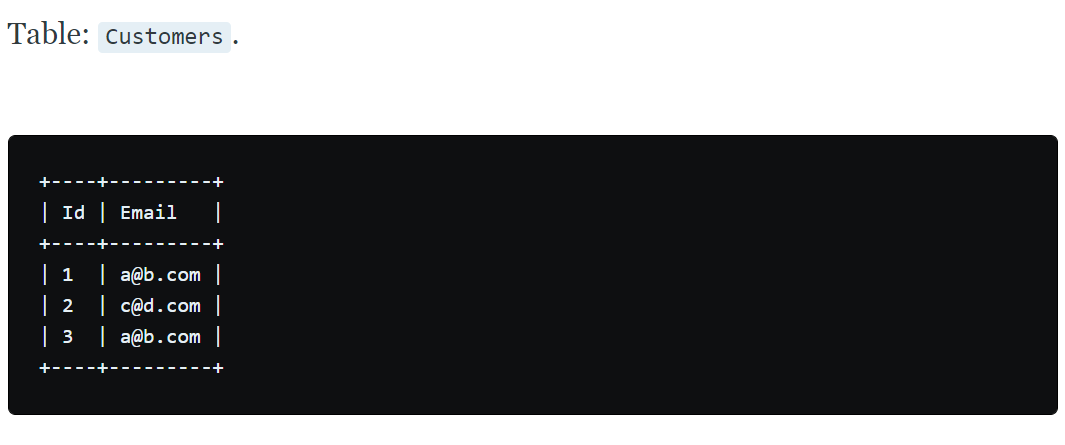 Table: Customers.
+----+---------+
| Id | Email   |
+----+---------+
| 1  | a@b.com |
| 2  | c@d.com |
| 3  | a@b.com |
+----+---------+